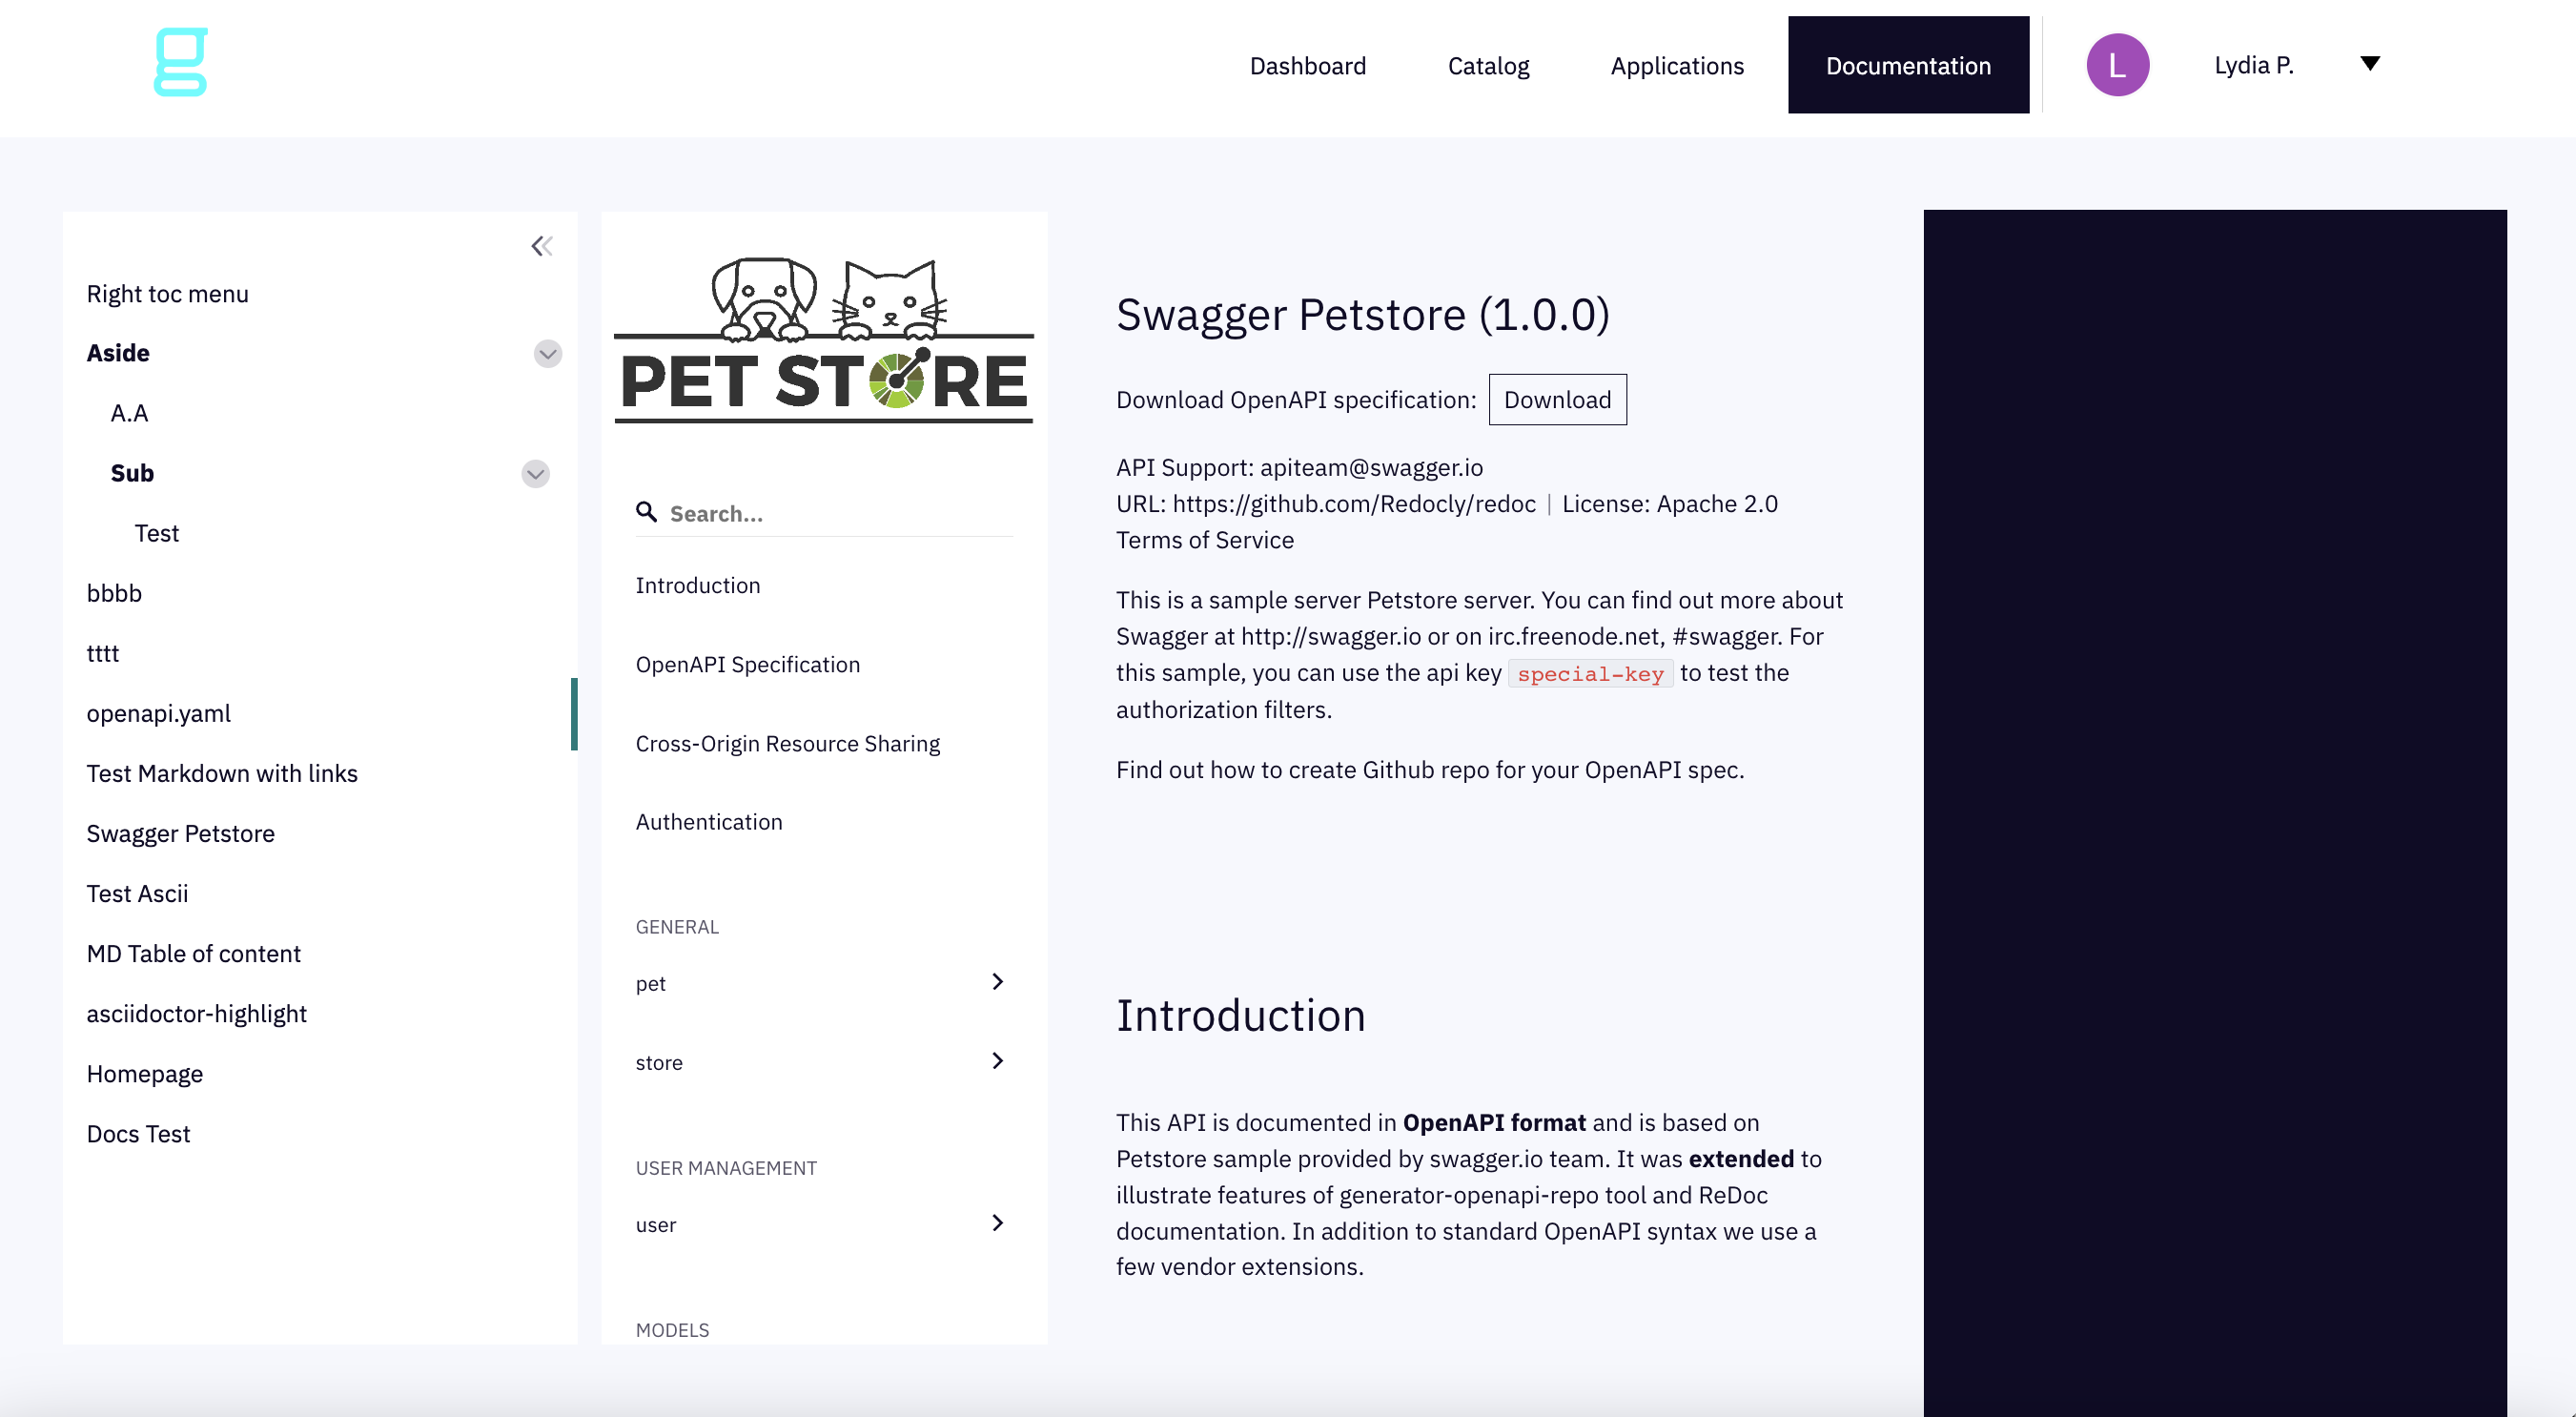 g
Dashboard
Catalog
Applications
Documentation
L
Lydia P.
Right toc menu
Aside
A.A
Sub
Test
bbbb
tttt
openapi.yaml
Test Markdown with links
Swagger Petstore
Test Ascii
MD Table of content
asciidoctor-highlight
Homepage
Docs Test
PET STORE
Search...
Introduction
OpenAPI Specification
Cross-Origin Resource Sharing
Authentication
GENERAL
pet
store
USER MANAGEMENT
user
MODELS
Swagger Petstore (1.0.0)
Download OpenAPI specification: Download
API Support: apiteam@swagger.io
URL: https://github.com/Redocly/redoc | License: Apache 2.0
Terms of Service
This is a sample server Petstore server. You can find out more about
Swagger at http://swagger.io or on irc.freenode.net, #swagger. For
this sample, you can use the api key special-key to test the
authorization filters.
Find out how to create Github repo for your OpenAPI spec.
Introduction
This API is documented in OpenAPI format and is based on
Petstore sample provided by swagger.io team. It was extended to
illustrate features of generator-openapi-repo tool and ReDoc
documentation. In addition to standard OpenAPI syntax we use a
few vendor extensions.